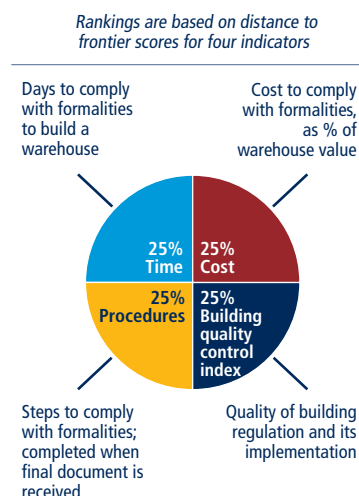 Rankings are based on distance to
frontier scores for four indicators
Days to comply
with formalities
to build a
warehouse
Cost to comply
with formalities,
as % of
warehouse value
25%
Time
25%
Cost
25%
Procedures
25%
Building
quality
control
index
Steps to comply
with formalities;
completed when
final document is
received
Quality of building
regulation and its
implementation